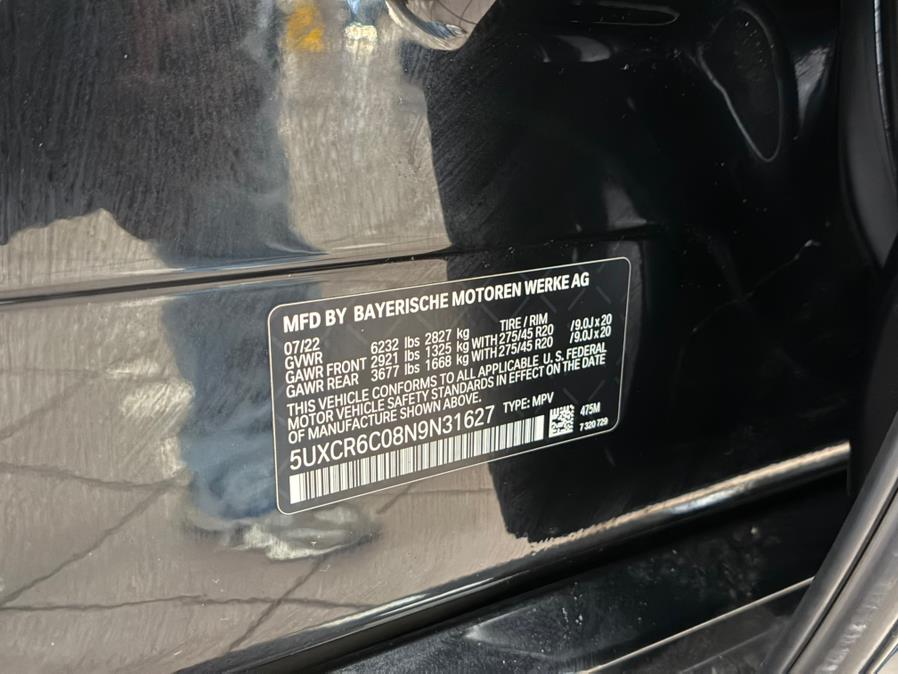 MFD BY BAYERISCHE MOTOREN WERKE AG
07/22 TIRE / RIM
GVWR 6232 lbs 2827 kg
GAWR FRONT 2921 lbs 1325 kg WITH 275/45 R20 /9.0J x 20
GAWR REAR 3677 lbs 1668 kg WITH 275/45 R20 /9.0J x 20
THIS VEHICLE CONFORMS TO ALL APPLICABLE U.S. FEDERAL
MOTOR VEHICLE SAFETY STANDARDS IN EFFECT ON THE DATE
OF MANUFACTURE SHOWN ABOVE.
5UXCR6C08N9N31627 TYPE: MPV
475M
7 320 729